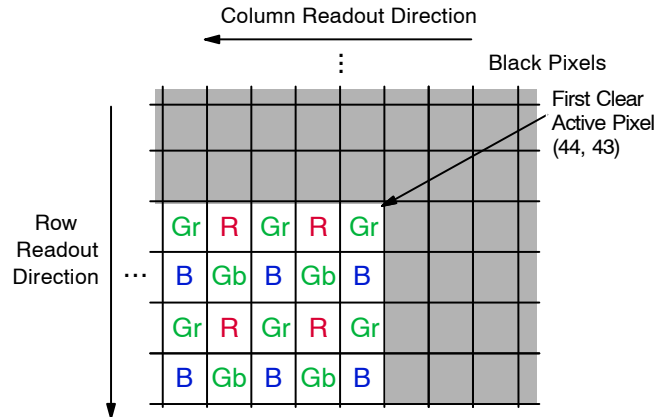 Column Readout Direction
Black Pixels
First Clear
Active Pixel
(44, 43)
Row
Readout
Direction
Gr R Gr R Gr
B Gb B Gb B
Gr R Gr R Gr
B Gb B Gb B